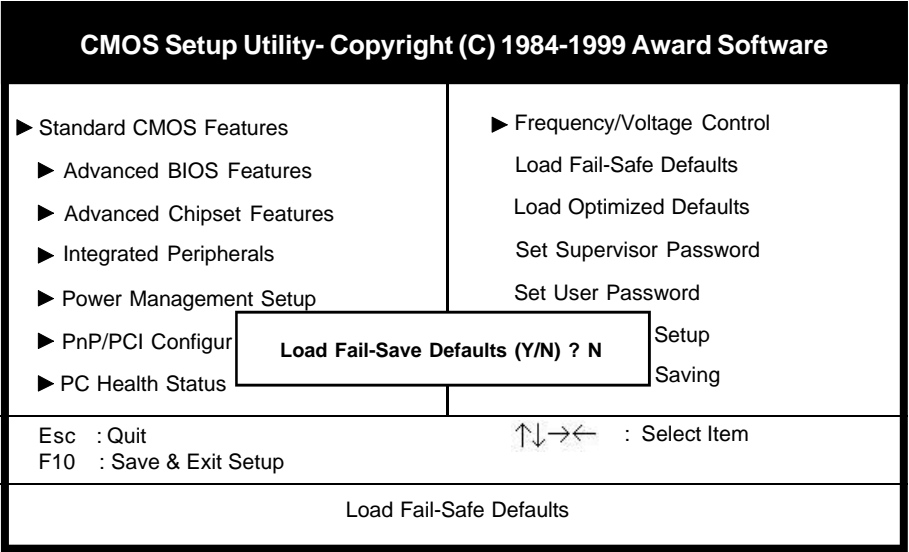 CMOS Setup Utility- Copyright (C) 1984-1999 Award Software
▶ Standard CMOS Features
▶ Advanced BIOS Features
▶ Advanced Chipset Features
▶ Integrated Peripherals
▶ Power Management Setup
▶ PnP/PCI Configur
▶ PC Health Status
▶ Frequency/Voltage Control
Load Fail-Safe Defaults
Load Optimized Defaults
Set Supervisor Password
Set User Password
Setup
Saving
Load Fail-Save Defaults (Y/N) ? N
Esc : Quit
F10 : Save & Exit Setup
↑↓→← : Select Item
Load Fail-Safe Defaults